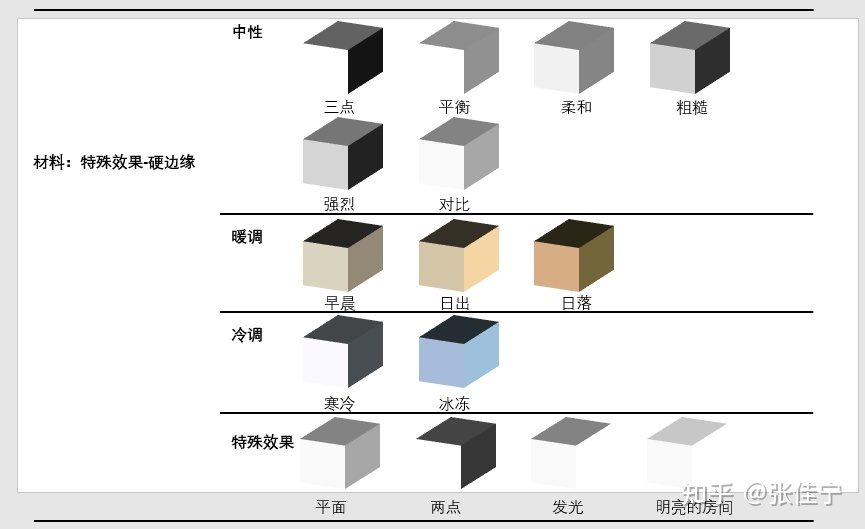 中性
三点 平衡 柔和 粗糙
材料：特殊效果-硬边缘
强烈 对比
暖调
早晨 日出 日落
冷调
寒冷 冰冻
特殊效果
平面 两点 发光 明亮的房间
知乎 @张佳宁